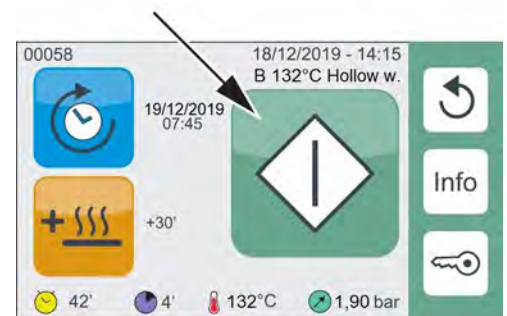 00058
18/12/2019 - 14:15
B 132°C Hollow w.
19/12/2019
07:45
Info
+30'
42' 4' 132°C 1,90 bar